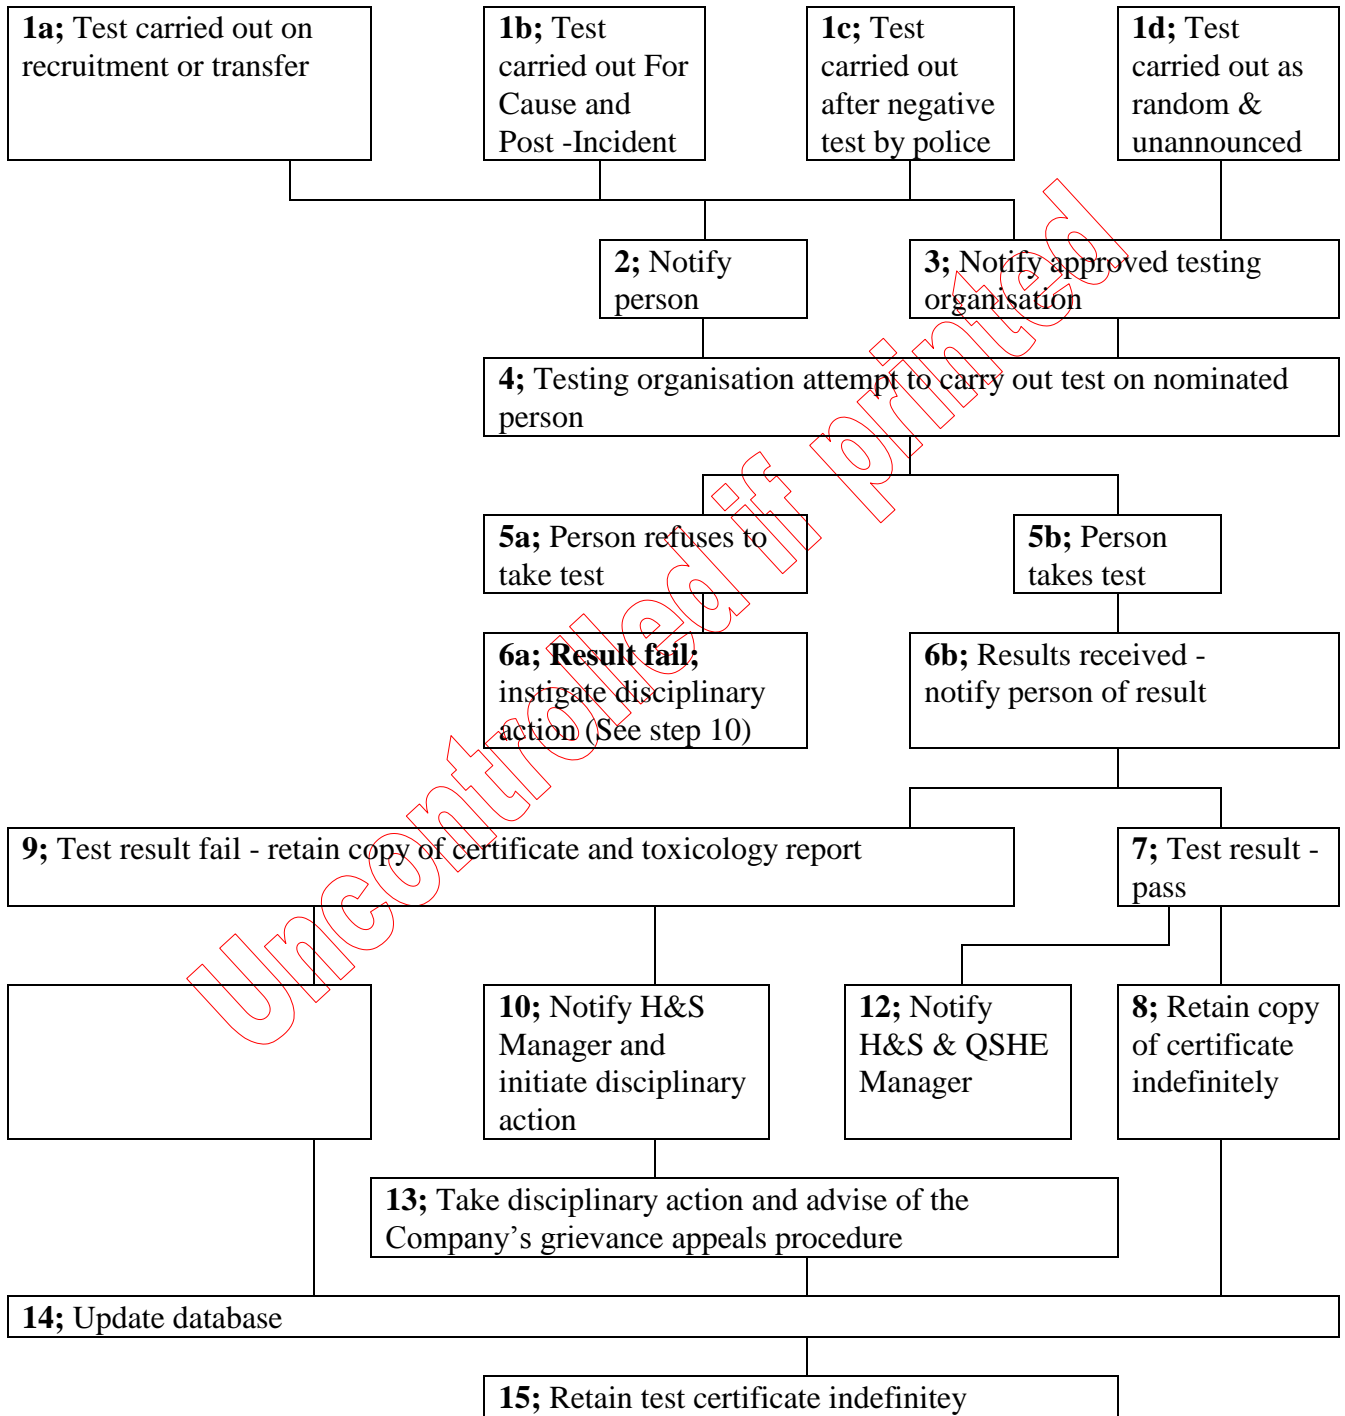 1a; Test carried out on
recruitment or transfer
1b; Test
carried out For
Cause and
Post -Incident
1c; Test
carried out
after negative
test by police
1d; Test
carried out as
random &
unannounced
2; Notify
person
3; Notify approved testing
organisation
4; Testing organisation attempt to carry out test on nominated
person
5a; Person refuses to
take test
5b; Person
takes test
6a; Result fail;
instigate disciplinary
action (See step 10)
6b; Results received -
notify person of result
9; Test result fail - retain copy of certificate and toxicology report
7; Test result -
pass
10; Notify H&S
Manager and
initiate disciplinary
action
12; Notify
H&S & QSHE
Manager
8; Retain copy
of certificate
indefinitely
13; Take disciplinary action and advise of the
Company’s grievance appeals procedure
14; Update database
15; Retain test certificate indefinitey
Uncontrolled if printed